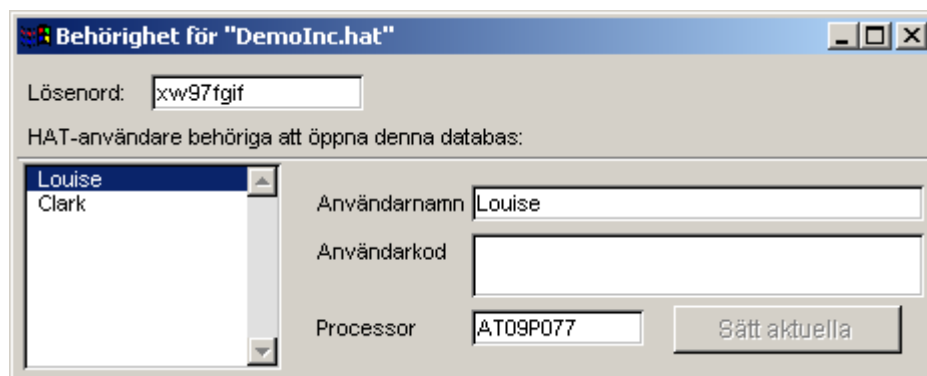 Behörighet för "DemoInc.hat"
Lösenord: xw97fgif
HAT-användare behöriga att öppna denna databas:
Louise
Clark
Användarnamn Louise
Användarkod
Processor AT09P077 Sätt aktuella